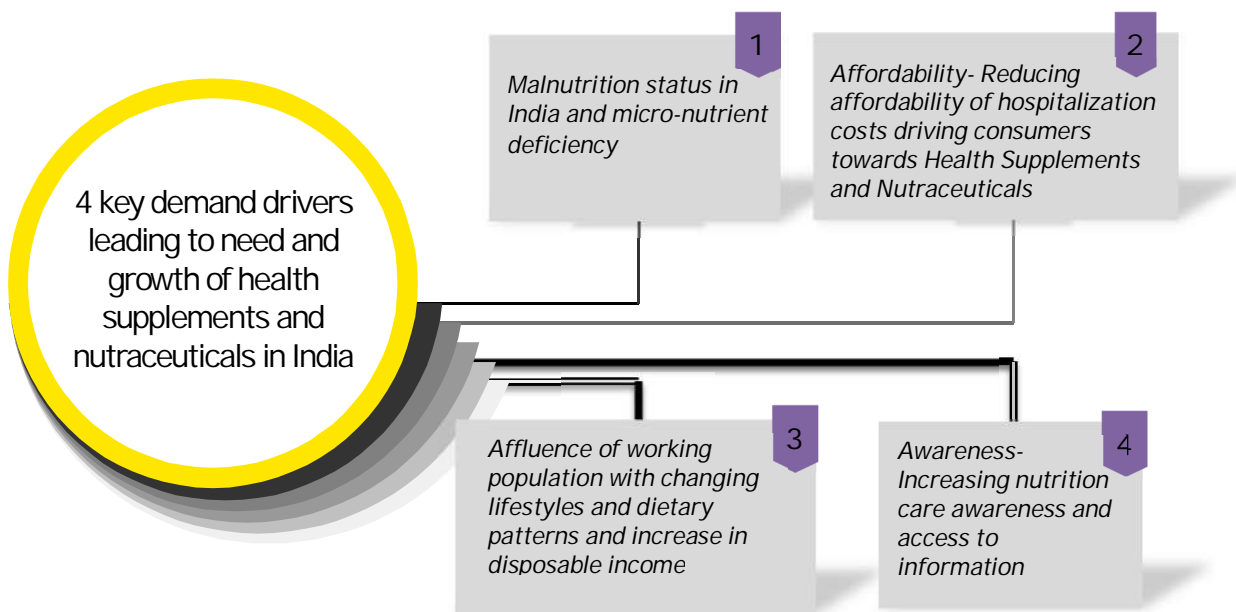 4 key demand drivers
leading to need and
growth of health
supplements and
nutraceuticals in India
1
Malnutrition status in
India and micro-nutrient
deficiency
2
Affordability- Reducing
affordability of hospitalization
costs driving consumers
towards Health Supplements
and Nutraceuticals
3
Affluence of working
population with changing
lifestyles and dietary
patterns and increase in
disposable income
4
Awareness-
Increasing nutrition
care awareness and
access to
information